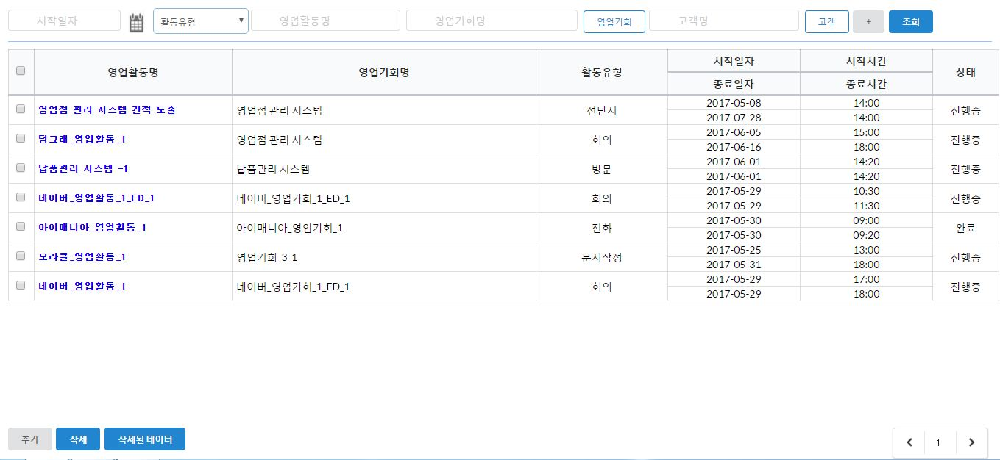 시작일자 활동유형 영업활동명 영업기회명 영업기회 고객명 고객 + 조회
영업활동명 영업기회명 활동유형 시작일자 시작시간 상태
종료일자 종료시간
영업점 관리 시스템 견적 도출 영업점 관리 시스템 전단지 2017-05-08 14:00 진행중
2017-07-28 14:00
당그래_영업활동_1 영업점 관리 시스템 회의 2017-06-05 15:00 진행중
2017-06-16 18:00
납품관리 시스템 -1 납품관리 시스템 방문 2017-06-01 14:20 진행중
2017-06-01 14:20
네이버_영업활동_1_ED_1 네이버_영업기회_1_ED_1 회의 2017-05-29 10:30 진행중
2017-05-29 11:30
아이매니아_영업활동_1 아이매니아_영업기회_1 전화 2017-05-30 09:00 완료
2017-05-30 09:20
오라클_영업활동_1 영업기회_3_1 문서작성 2017-05-25 13:00 진행중
2017-05-31 18:00
네이버_영업활동_1 네이버_영업기회_1_ED_1 회의 2017-05-29 17:00 진행중
2017-05-29 18:00
추가 삭제 삭제된 데이터 1